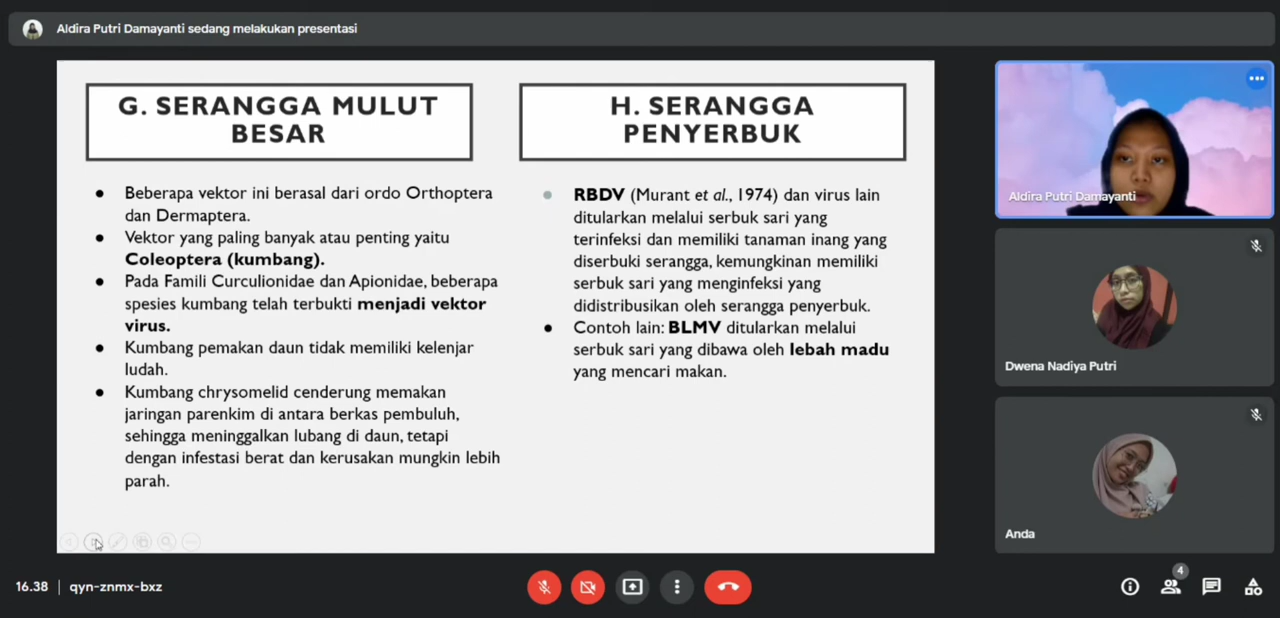 Aldira Putri Damayanti sedang melakukan presentasi
G. SERANGGA MULUT
BESAR
Beberapa vektor ini berasal dari ordo Orthoptera
dan Dermaptera.
Vektor yang paling banyak atau penting yaitu
Coleoptera (kumbang).
Pada Famili Curculionidae dan Apionidae, beberapa
spesies kumbang telah terbukti menjadi vektor
virus.
Kumbang pemakan daun tidak memiliki kelenjar
ludah.
Kumbang chrysomelid cenderung memakan
jaringan parenkim di antara berkas pembuluh,
sehingga meninggalkan lubang di daun, tetapi
dengan infestasi berat dan kerusakan mungkin lebih
parah.
H. SERANGGA
PENYERBUK
RBDV (Murant et al., 1974) dan virus lain
ditularkan melalui serbuk sari yang
terinfeksi dan memiliki tanaman inang yang
diserbuki serangga, kemungkinan memiliki
serbuk sari yang menginfeksi yang
didistribusikan oleh serangga penyerbuk.
Contoh lain: BLMV ditularkan melalui
serbuk sari yang dibawa oleh lebah madu
yang mencari makan.
Aldira Putri Damayanti
Dwena Nadiya Putri
Anda
16.38 | qyn-znmx-bxz
4